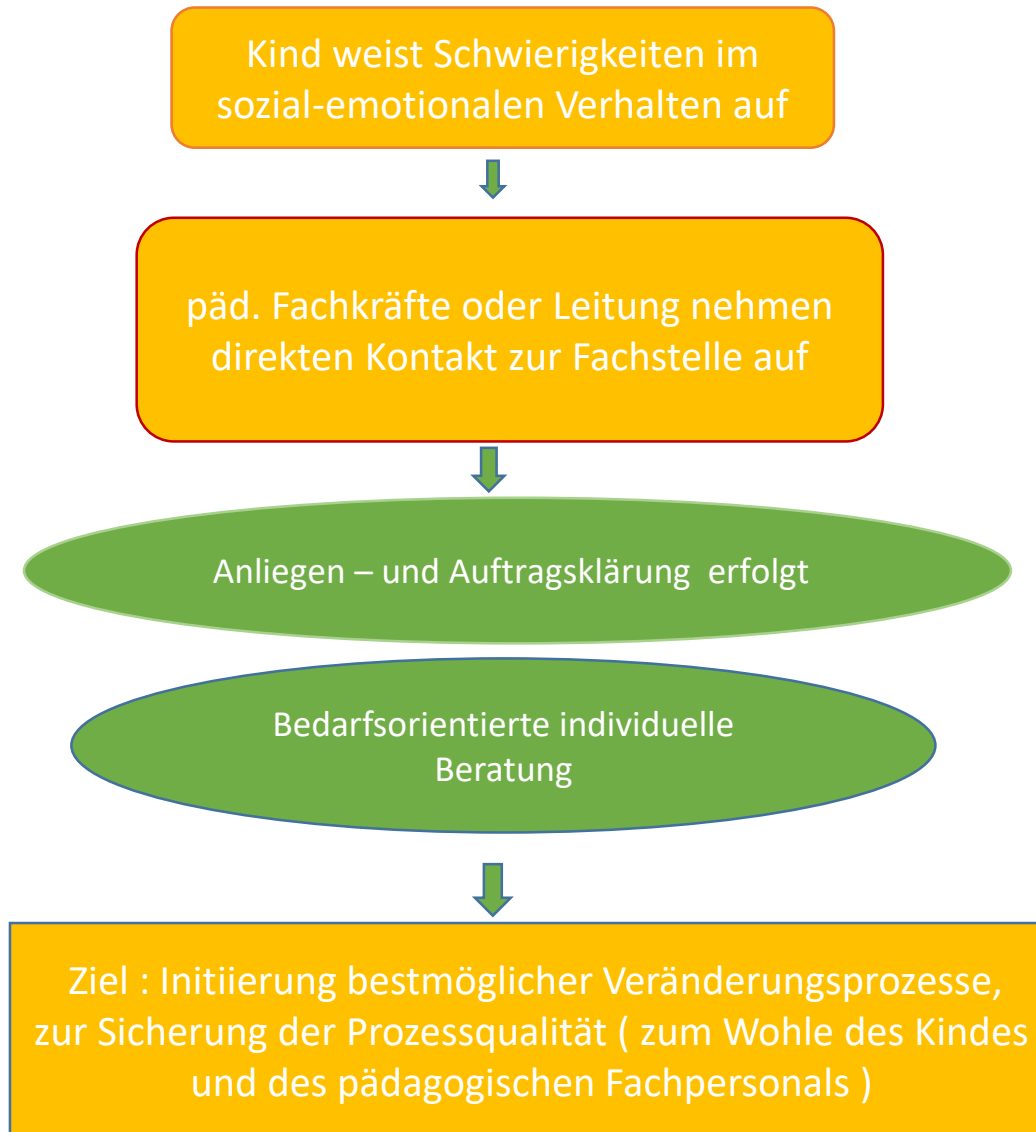 Kind weist Schwierigkeiten im
sozial-emotionalen Verhalten auf
päd. Fachkräfte oder Leitung nehmen
direkten Kontakt zur Fachstelle auf
Anliegen – und Auftragsklärung  erfolgt
Bedarfsorientierte individuelle
Beratung
Ziel : Initiierung bestmöglicher Veränderungsprozesse,
zur Sicherung der Prozessqualität ( zum Wohle des Kindes
und des pädagogischen Fachpersonals )